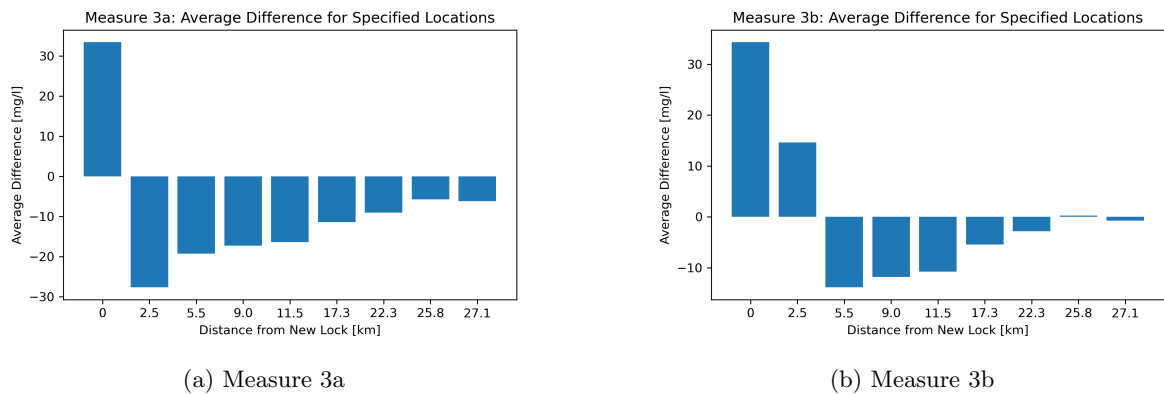 Measure 3a: Average Difference for Specified Locations
Average Difference [mg/l]
30
20
10
0
−10
−20
−30
0 2.5 5.5 9.0 11.5 17.3 22.3 25.8 27.1
Distance from New Lock [km]
(a) Measure 3a
Measure 3b: Average Difference for Specified Locations
Average Difference [mg/l]
30
20
10
0
−10
0 2.5 5.5 9.0 11.5 17.3 22.3 25.8 27.1
Distance from New Lock [km]
(b) Measure 3b